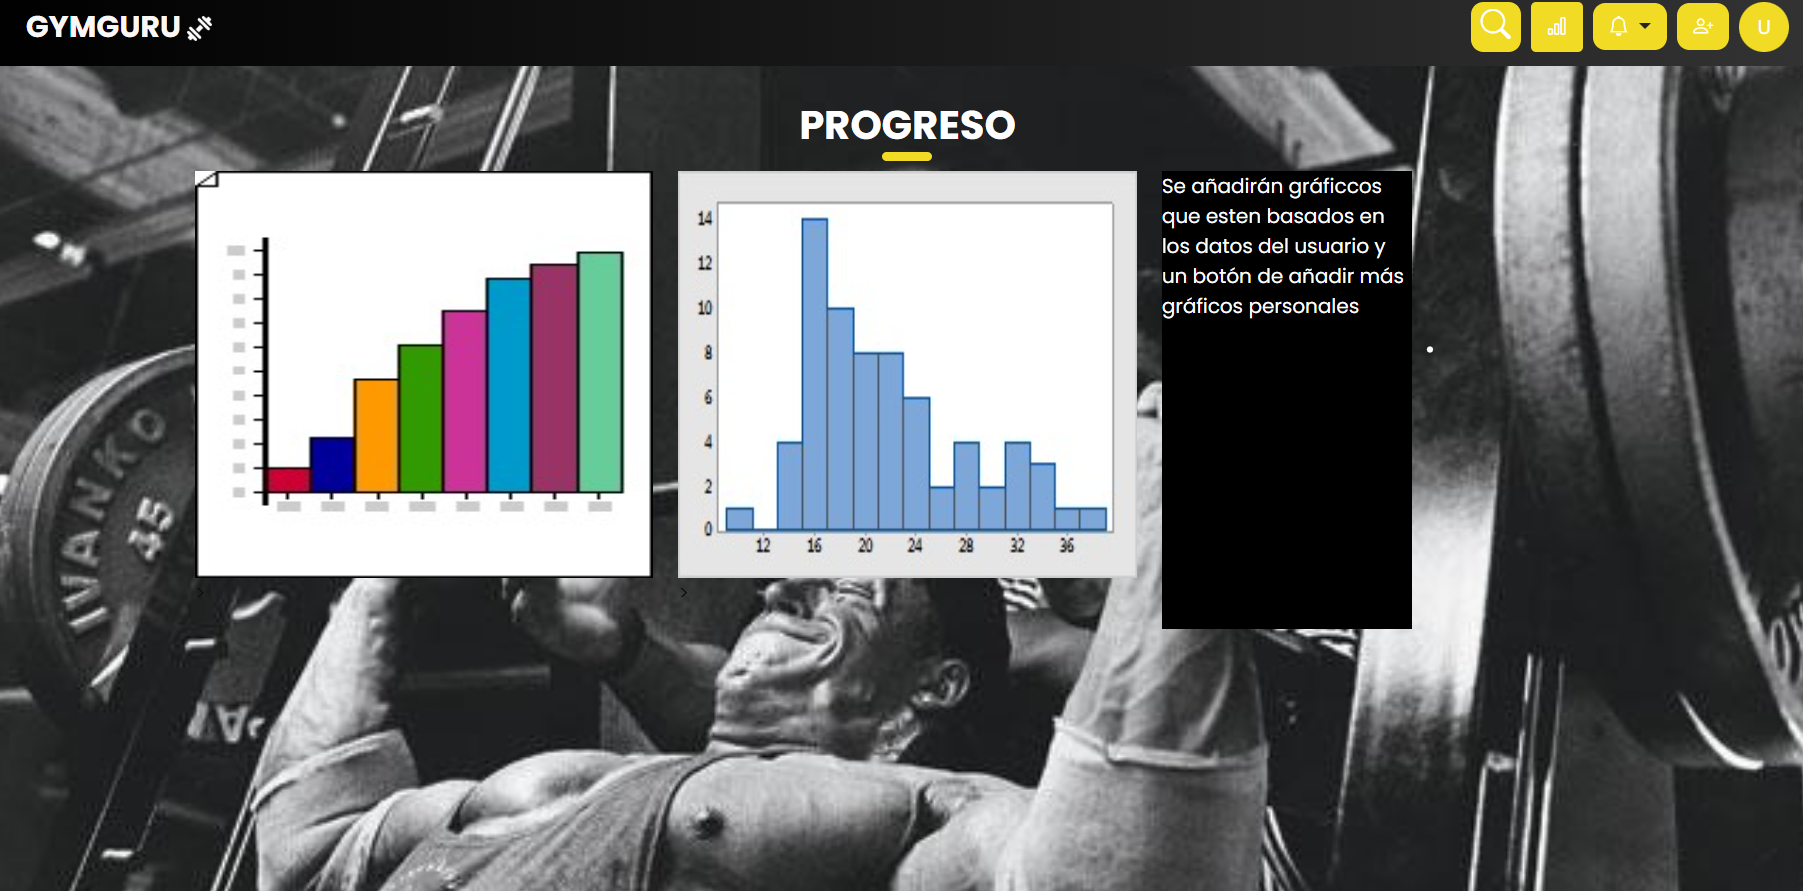 GYMGURU
U
PROGRESO
14
12
10
8
6
4
2
0
12 16 20 24 28 32 36
Se añadirán gráficcos
que esten basados en
los datos del usuario y
un botón de añadir más
gráficos personales
>
>
IVANKO
45